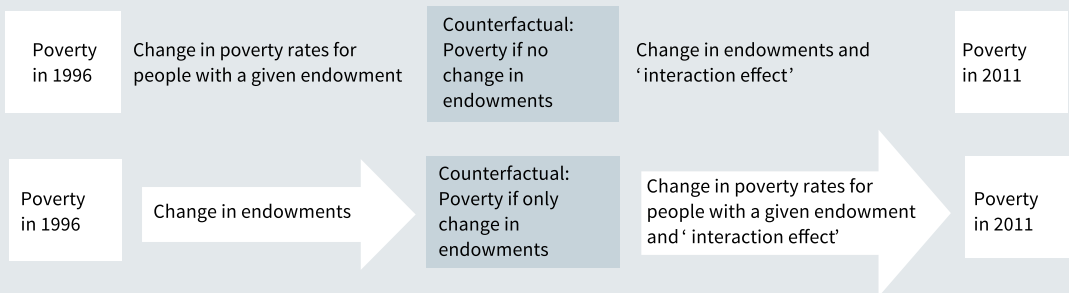 Poverty
in 1996
Change in poverty rates for
people with a given endowment
Counterfactual:
Poverty if no
change in
endowments
Change in endowments and
‘interaction effect’
Poverty
in 2011
Poverty
in 1996
Change in endowments
Counterfactual:
Poverty if only
change in
endowments
Change in poverty rates for
people with a given endowment
and ‘ interaction effect’
Poverty
in 2011